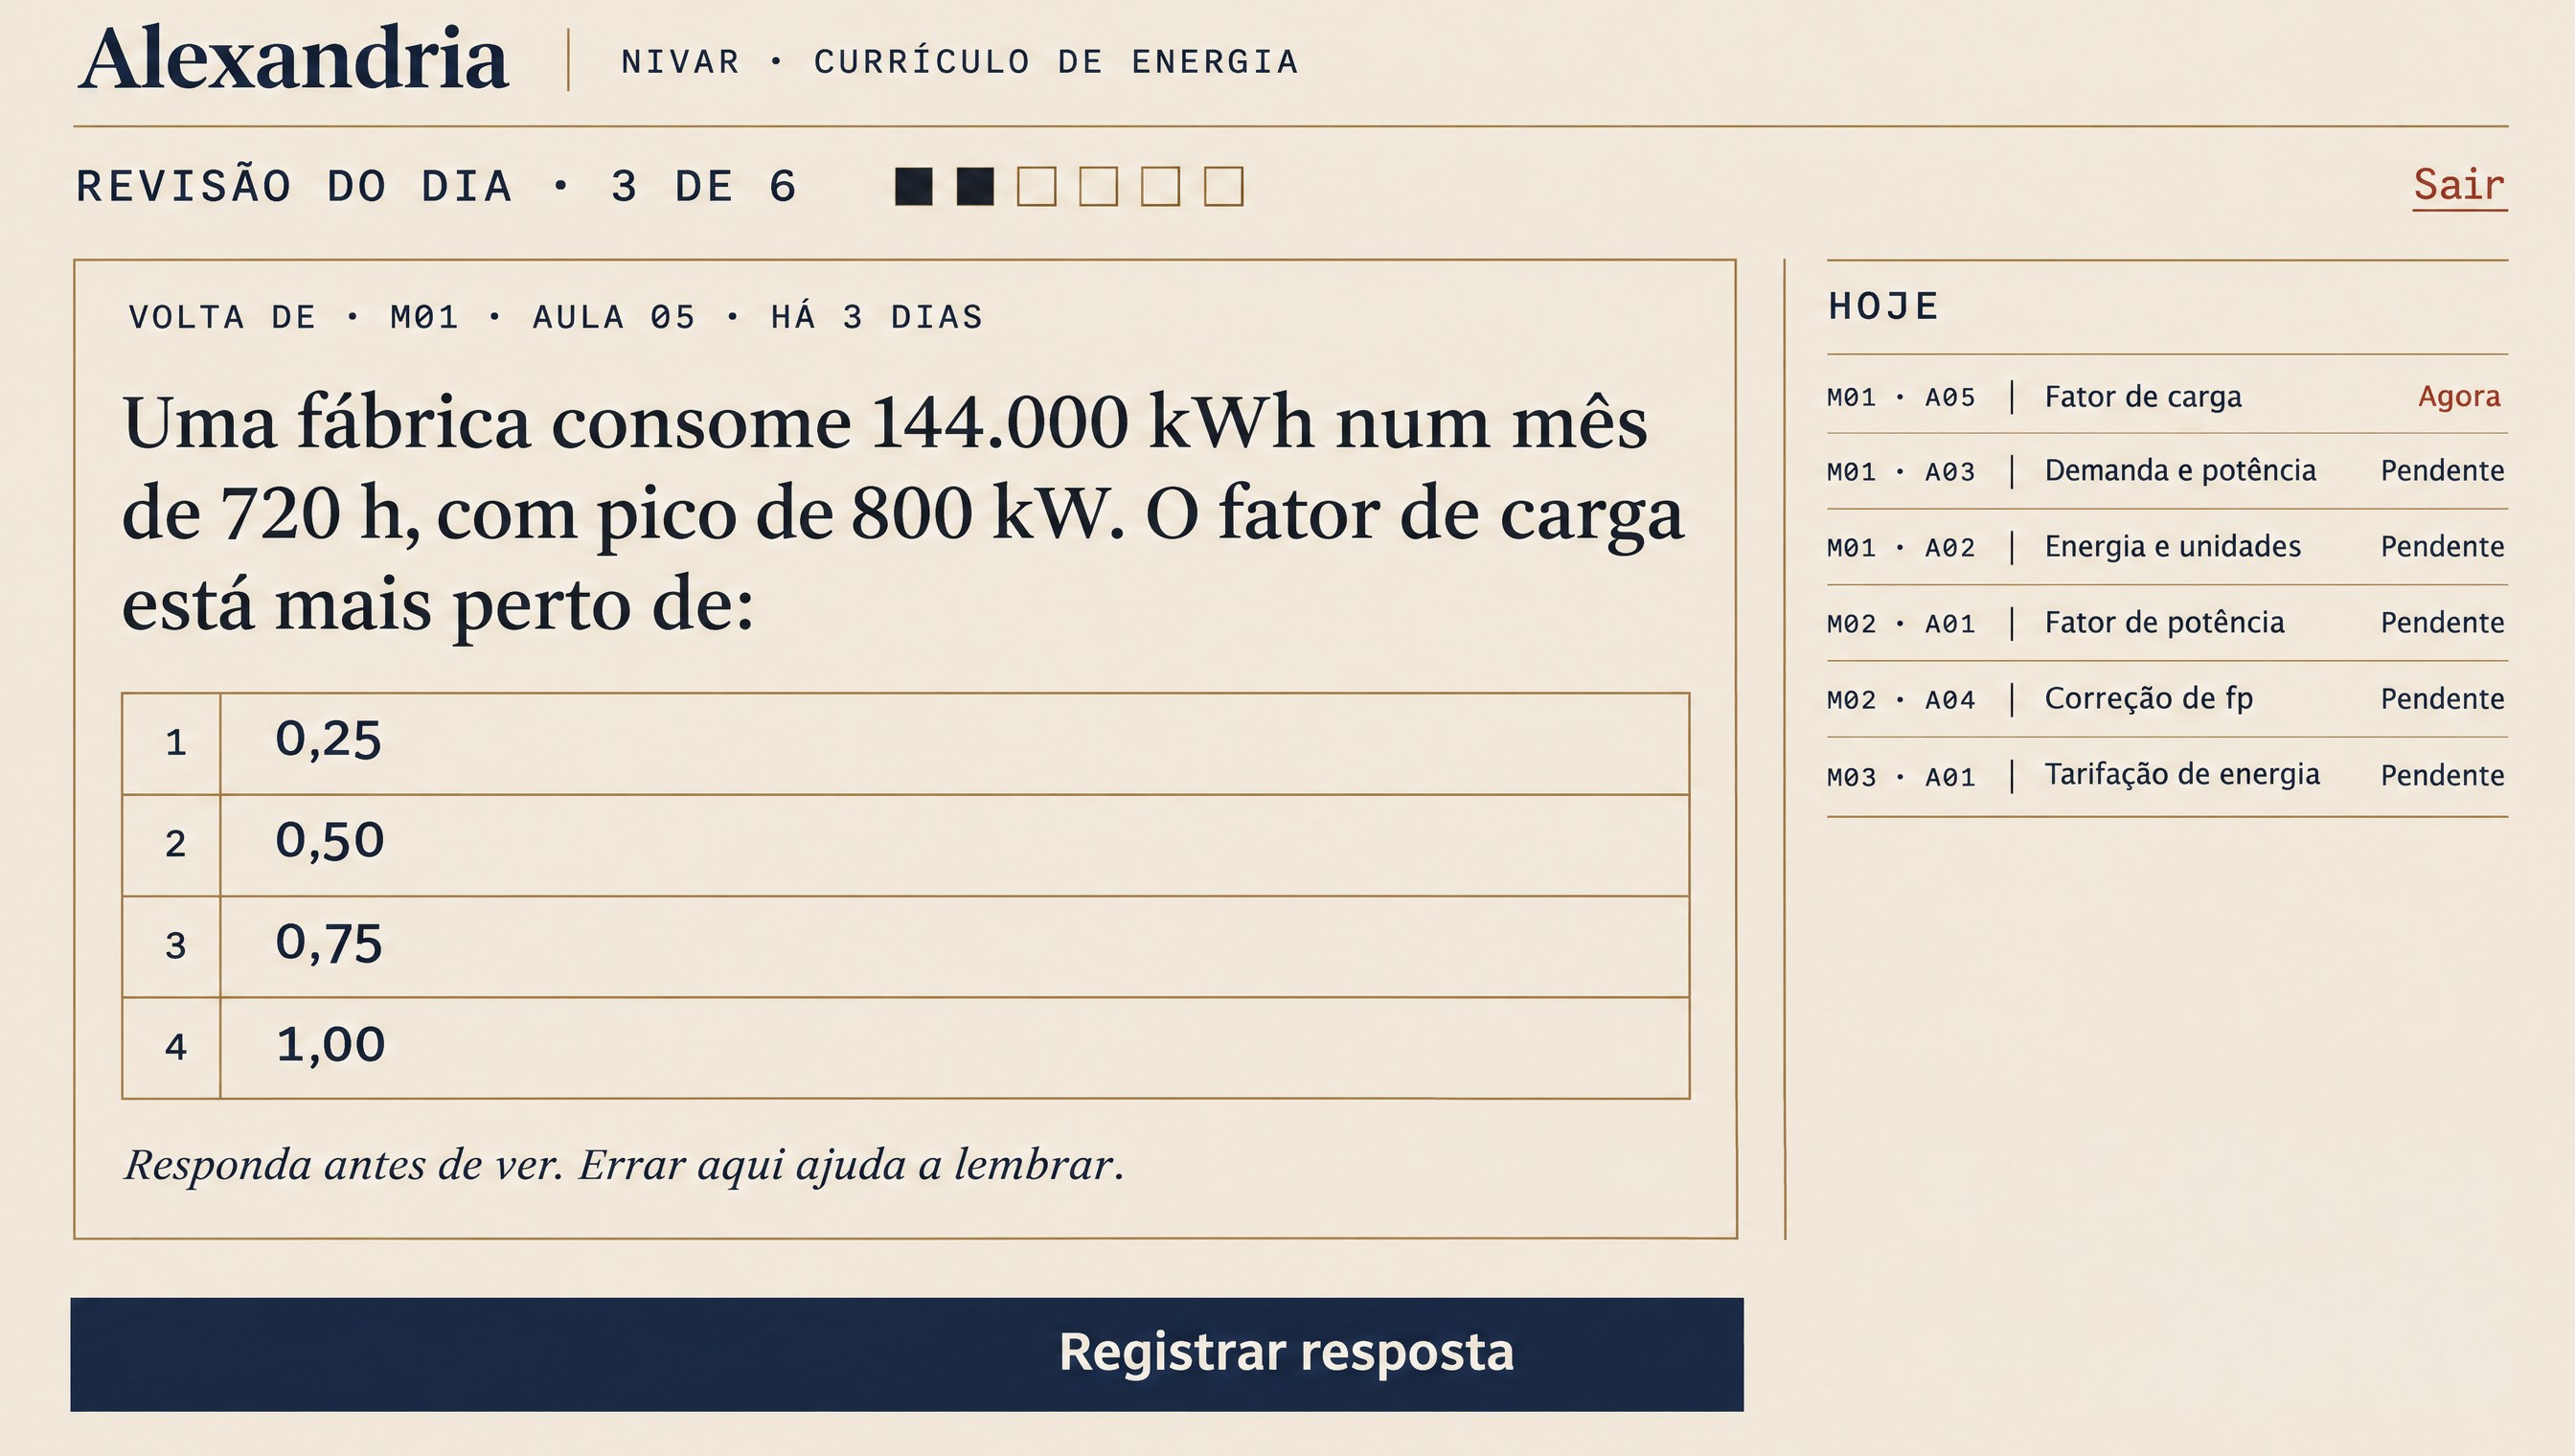 Alexandria | NIVAR · CURRÍCULO DE ENERGIA
REVISÃO DO DIA · 3 DE 6
Sair
VOLTA DE · M01 · AULA 05 · HÁ 3 DIAS
Uma fábrica consome 144.000 kWh num mês
de 720 h, com pico de 800 kW. O fator de carga
está mais perto de:
1 0,25
2 0,50
3 0,75
4 1,00
Responda antes de ver. Errar aqui ajuda a lembrar.
Registrar resposta
HOJE
M01 · A05 | Fator de carga Agora
M01 · A03 | Demanda e potência Pendente
M01 · A02 | Energia e unidades Pendente
M02 · A01 | Fator de potência Pendente
M02 · A04 | Correção de fp Pendente
M03 · A01 | Tarifação de energia Pendente